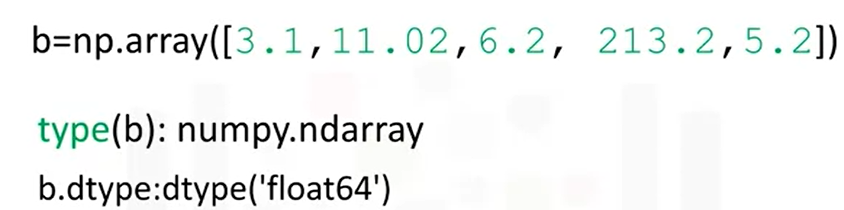 b=np.array([3.1,11.02,6.2, 213.2,5.2])
type(b): numpy.ndarray
b.dtype:dtype('float64')